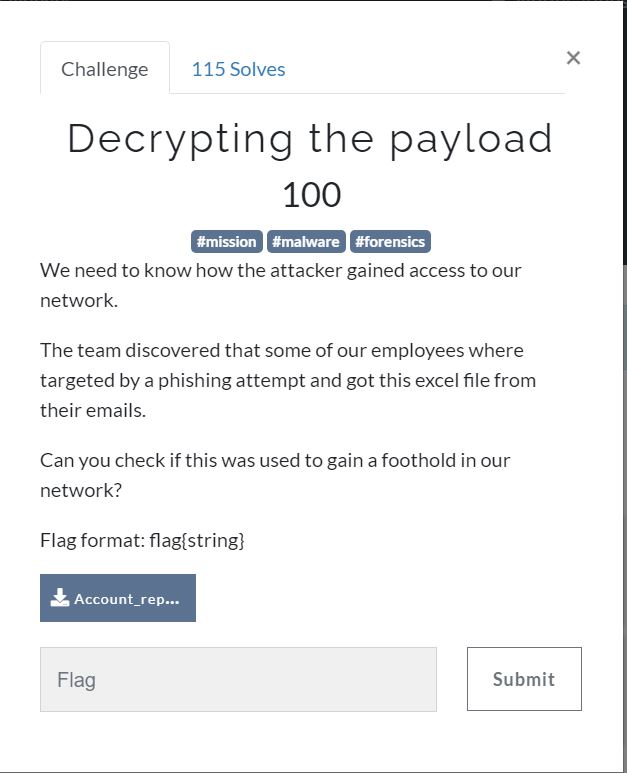 Challenge
115 Solves
×
Decrypting the payload
100
#mission #malware #forensics
We need to know how the attacker gained access to our
network.
The team discovered that some of our employees where
targeted by a phishing attempt and got this excel file from
their emails.
Can you check if this was used to gain a foothold in our
network?
Flag format: flag{string}
Account_rep...
Flag
Submit